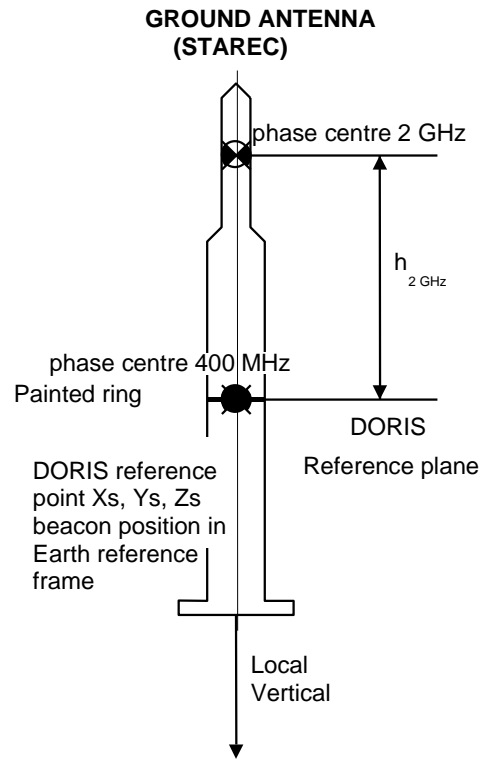 GROUND ANTENNA
(STAREC)
phase centre 2 GHz
h 2 GHz
phase centre 400 MHz
Painted ring
DORIS
Reference plane
DORIS reference
point Xs, Ys, Zs
beacon position in
Earth reference
frame
Local
Vertical